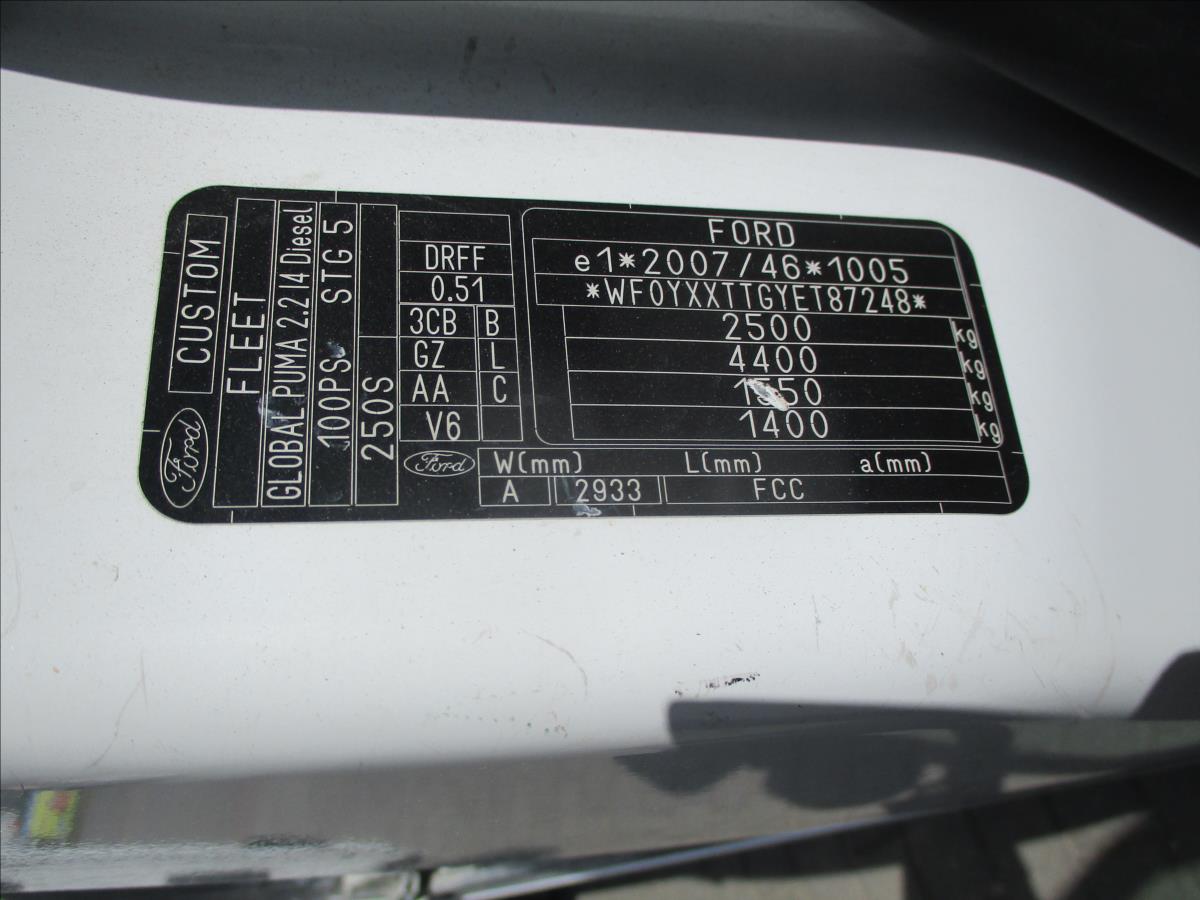 CUSTOM
FLEET
GLOBAL PUMA 2.2 I4 Diesel
100PS STG 5
250S
Ford
DRFF
0.51
3CB B
GZ L
AA C
V6
FORD
e1*2007/46*1005
*WF0YXXTTGYET87248*
2500 kg
4400 kg
kg
1400 kg
Ford
W(mm) L(mm) a(mm)
A 2933 FCC